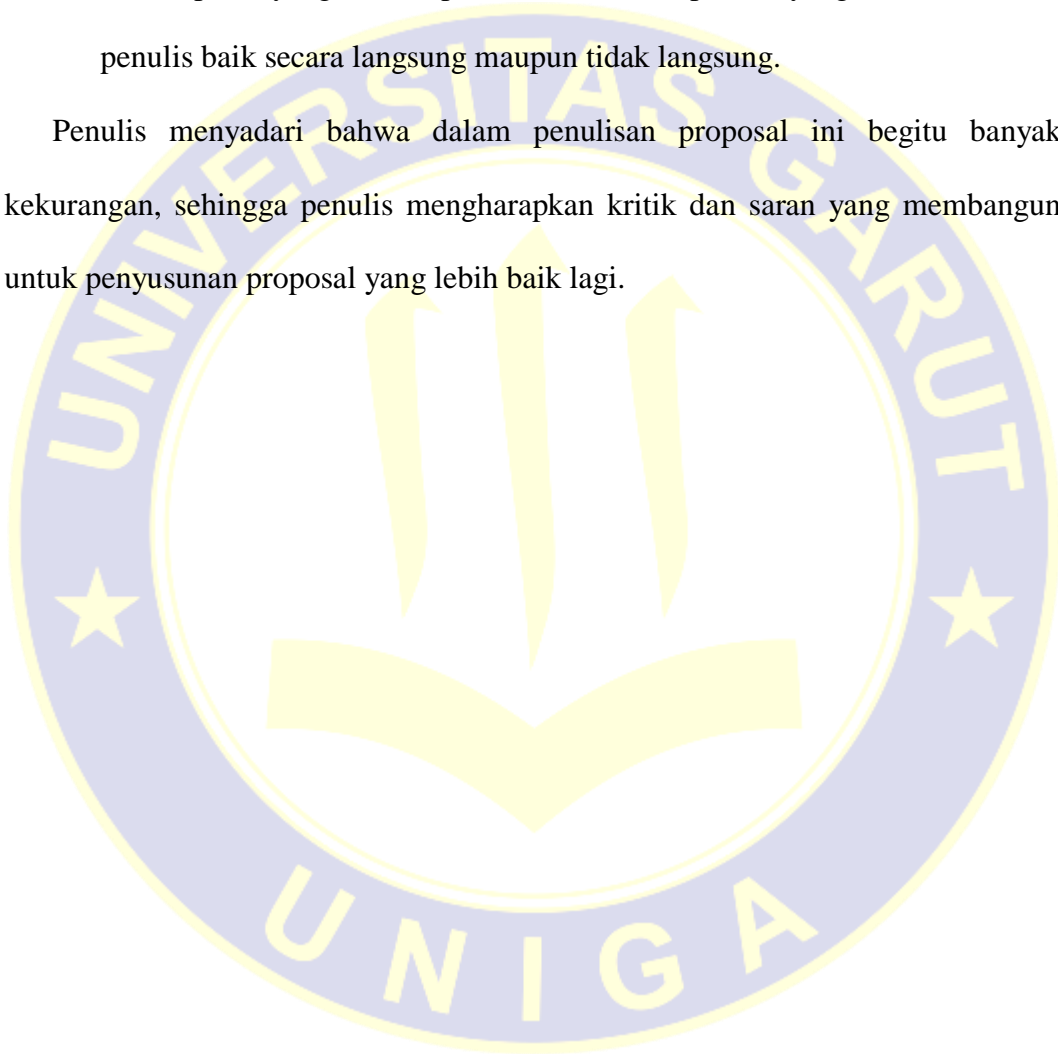 penulis baik secara langsung maupun tidak langsung.
Penulis menyadari bahwa dalam penulisan proposal ini begitu banyak
kekurangan, sehingga penulis mengharapkan kritik dan saran yang membangun
untuk penyusunan proposal yang lebih baik lagi.
UNIVERSITAS GARUT
UNIGA